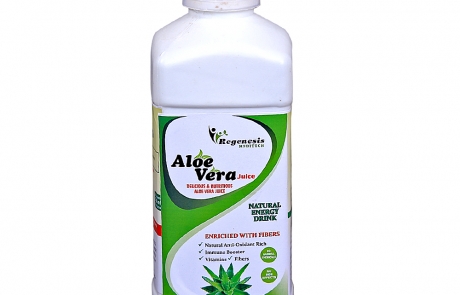 Regenesis
Aloe
Vera Juice
DELICIOUS & NUTRITIOUS
ALOE VERA JUICE
NATURAL
ENERGY
DRINK
ENRICHED WITH FIBERS
✓ Natural Anti-Oxidant Rich
✓ Immune Booster
✓ Vitamins ✓ Fibers